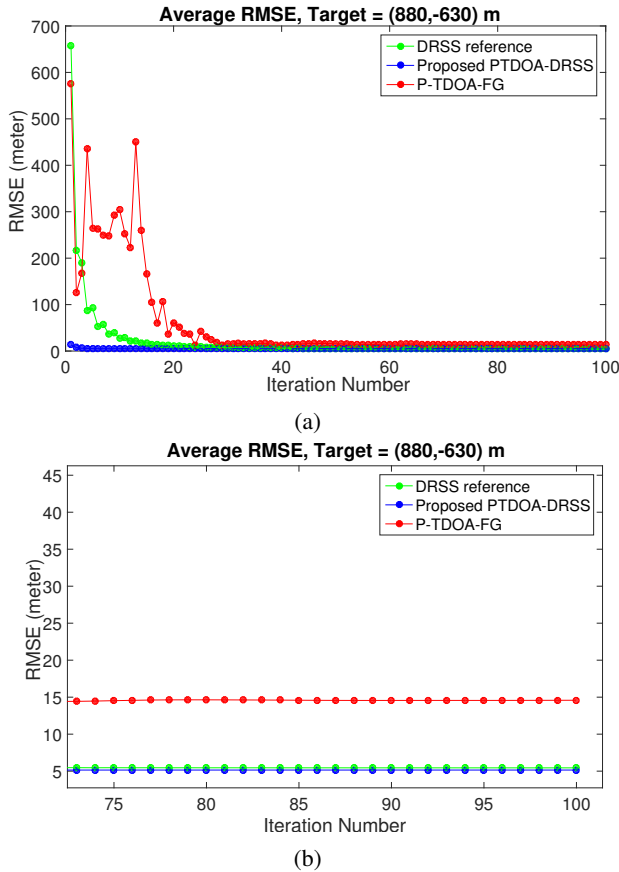 Average RMSE, Target = (880,-630) m
700
600
500
400
300
200
100
0
RMSE (meter)
DRSS reference
Proposed PTDOA-DRSS
P-TDOA-FG
0 20 40 60 80 100
Iteration Number
(a)
Average RMSE, Target = (880,-630) m
45
40
35
30
25
20
15
10
5
RMSE (meter)
DRSS reference
Proposed PTDOA-DRSS
P-TDOA-FG
75 80 85 90 95 100
Iteration Number
(b)